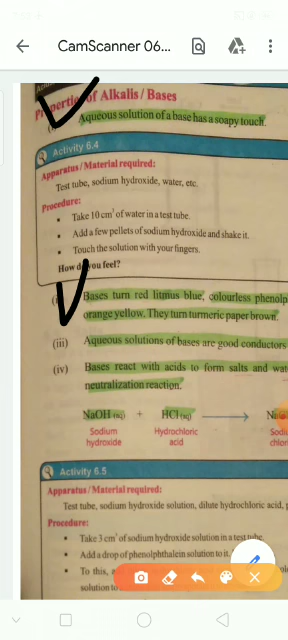 CamScanner 06...
Properties of Alkalis / Bases
Aqueous solution of a base has a soapy touch.
Activity 6.4
Apparatus / Material required:
Test tube, sodium hydroxide, water, etc.
Procedure:
• Take 10 cm³ of water in a test tube.
• Add a few pellets of sodium hydroxide and shake it.
• Touch the solution with your fingers.
How do you feel?
Bases turn red litmus blue, colourless phenolp
orange yellow. They turn turmeric paper brown.
(iii) Aqueous solutions of bases are good conductors
(iv) Bases react with acids to form salts and wat
neutralization reaction.
NaOH (aq) + HCl (aq)
Sodium hydroxide Hydrochloric acid
Activity 6.5
Apparatus / Material required:
Test tube, sodium hydroxide solution, dilute hydrochloric acid,
Procedure:
• Take 3 cm³ of sodium hydroxide solution in a test tube.
• Add a drop of phenolphthalein solution to it.
• To this,
solution to